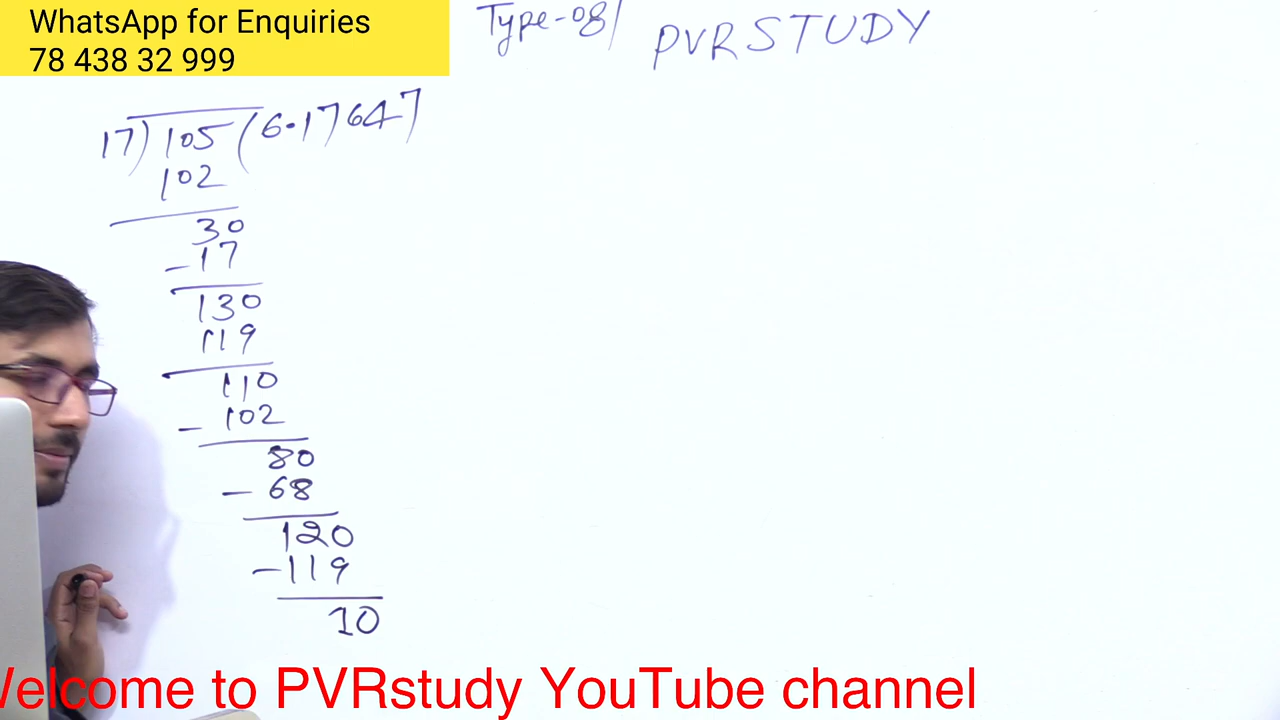 WhatsApp for Enquiries
78 438 32 999
Type-08/ PVRSTUDY
17) 105 (6.17647
102
30
-17
130
119
110
- 102
80
- 68
120
-119
10
Welcome to PVRstudy YouTube channel